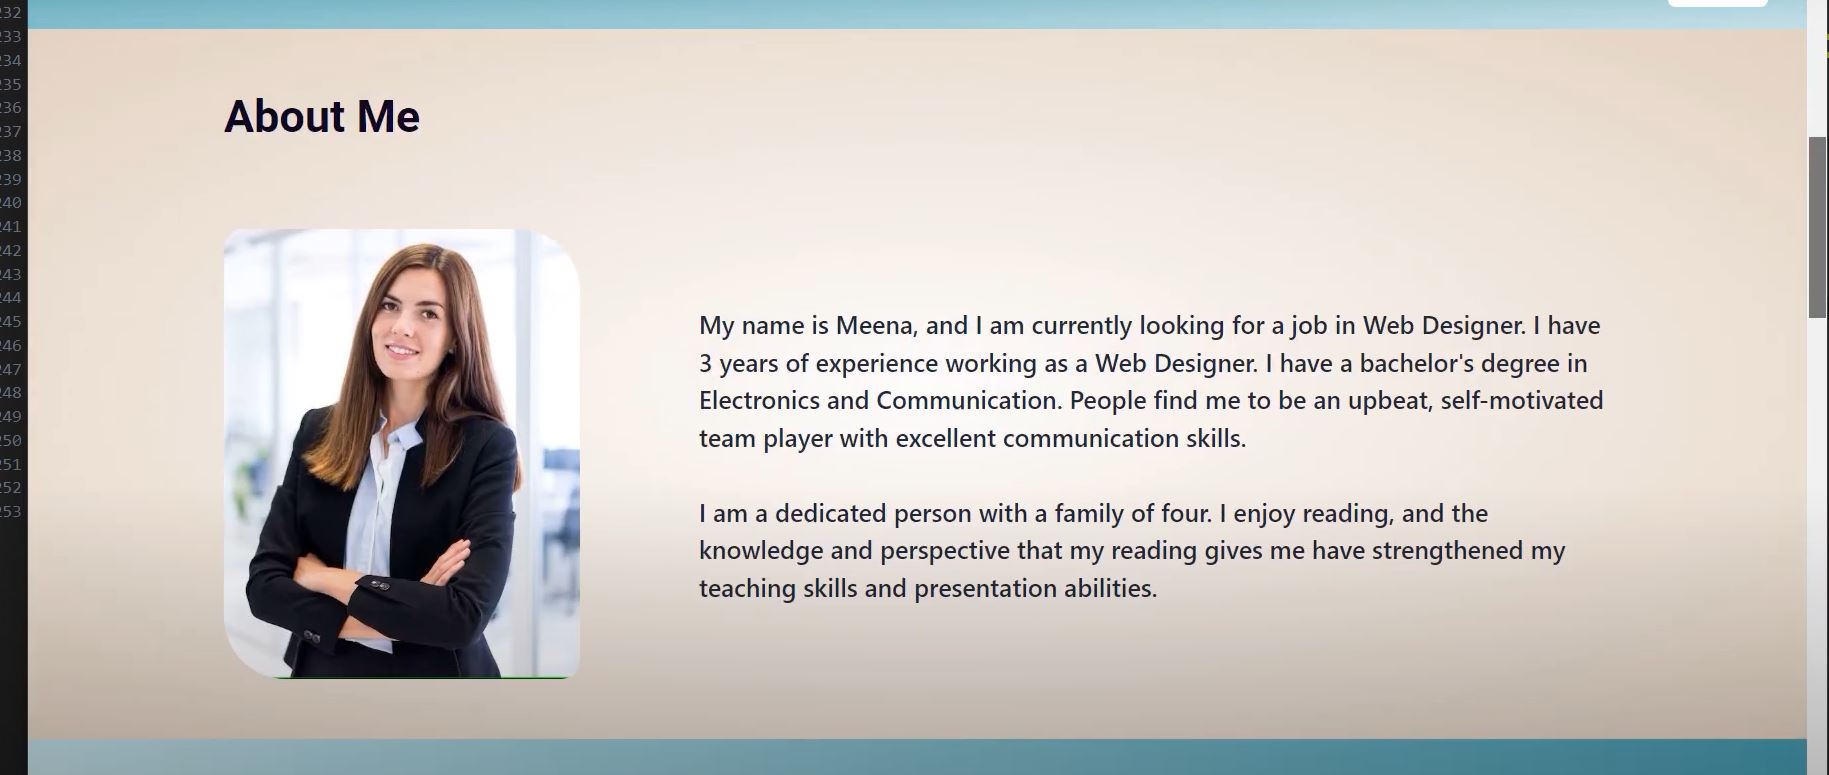 232
233
234
235
236
237
238
239
240
241
242
243
244
245
246
247
248
249
250
251
252
253
About Me
My name is Meena, and I am currently looking for a job in Web Designer. I have
3 years of experience working as a Web Designer. I have a bachelor's degree in
Electronics and Communication. People find me to be an upbeat, self-motivated
team player with excellent communication skills.
I am a dedicated person with a family of four. I enjoy reading, and the
knowledge and perspective that my reading gives me have strengthened my
teaching skills and presentation abilities.